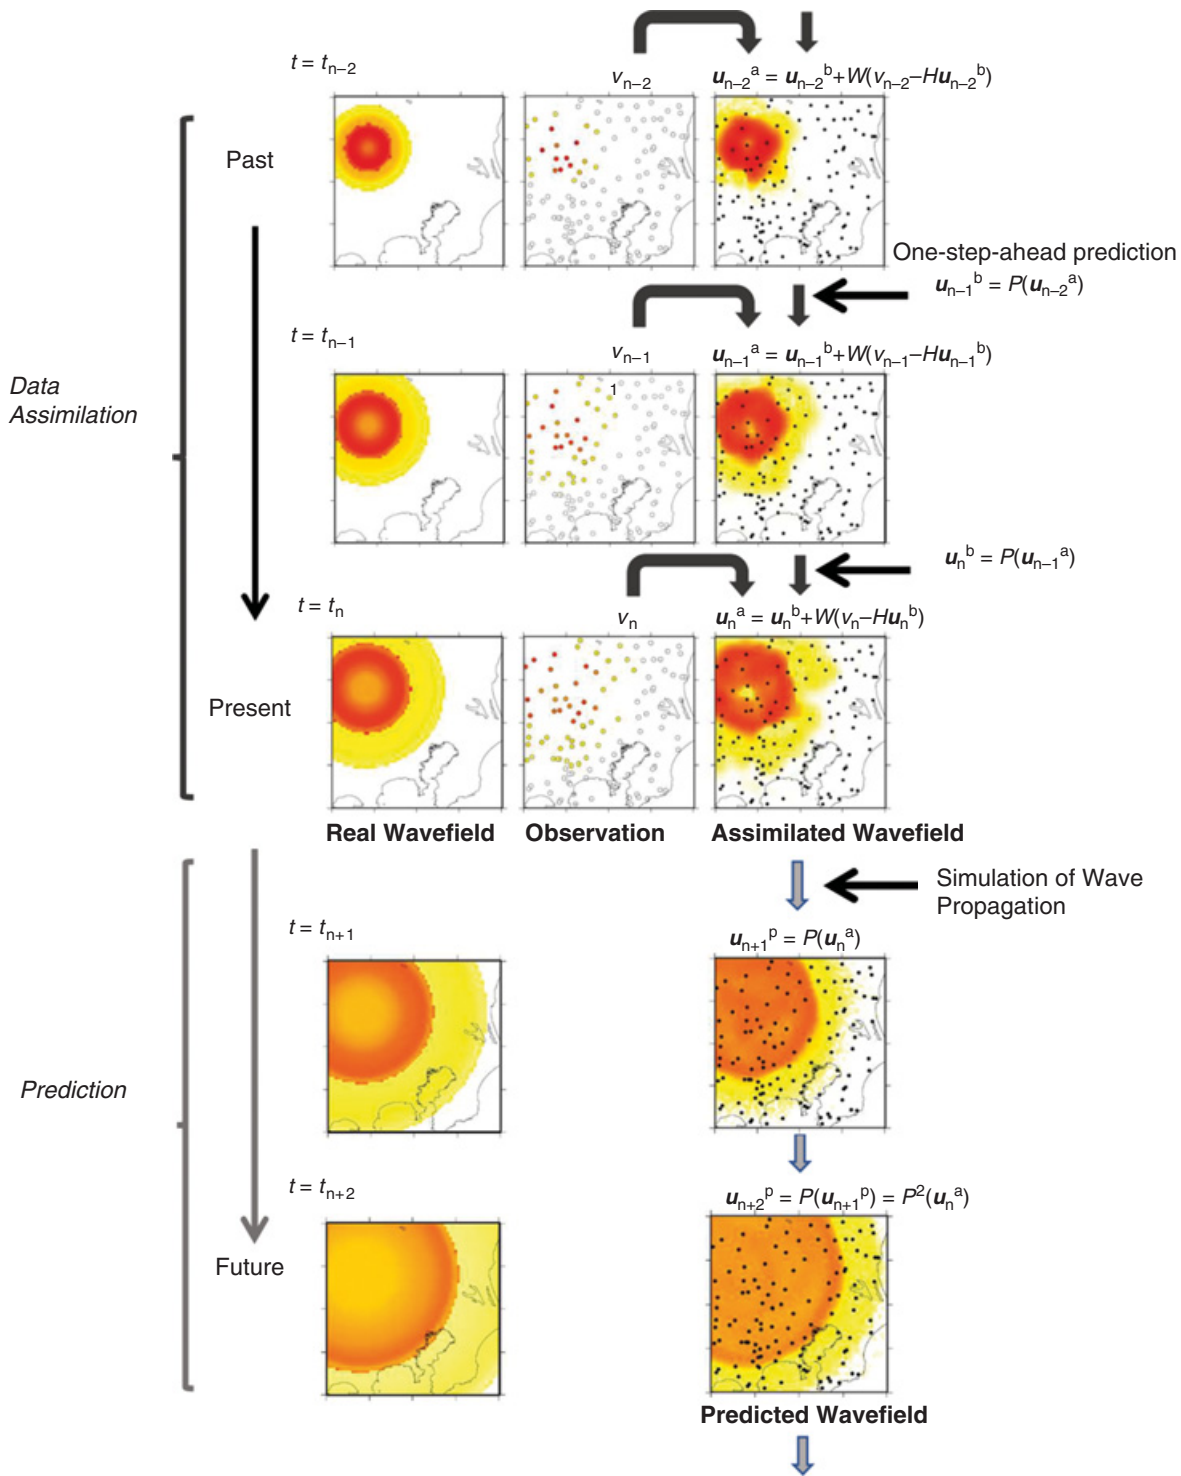 t = tn–2
vn–2
un–2a = un–2b+W(vn–2–Hun–2b)
Past
One-step-ahead prediction
un–1b = P(un–2a)
t = tn–1
vn–1
un–1a = un–1b+W(vn–1–Hun–1b)
1
Data
Assimilation
unb = P(un–1a)
t = tn
vn
una = unb+W(vn–Hunb)
Present
Real Wavefield
Observation
Assimilated Wavefield
Simulation of Wave
Propagation
t = tn+1
un+1p = P(una)
Prediction
t = tn+2
un+2p = P(un+1p) = P2(una)
Future
Predicted Wavefield